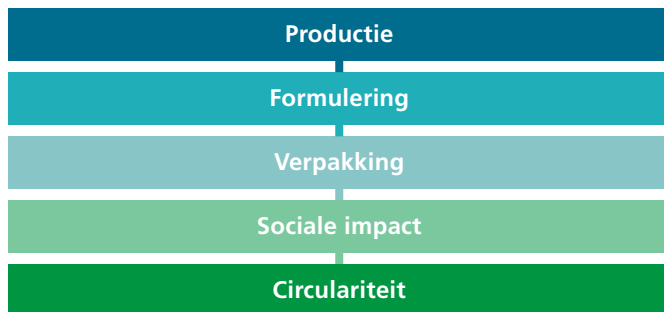 Productie
Formulering
Verpakking
Sociale impact
Circulariteit